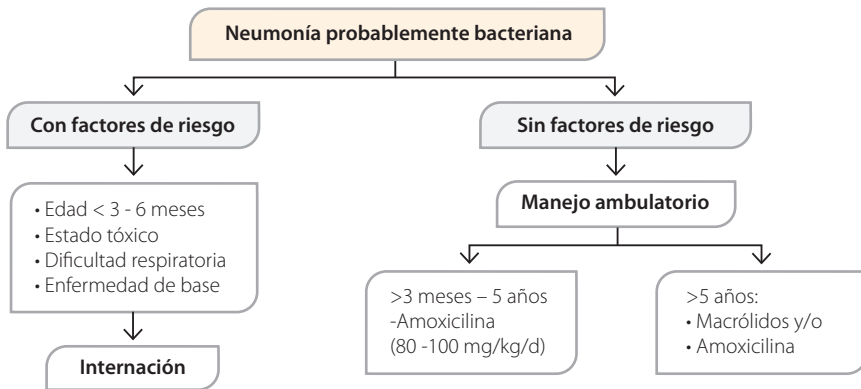 Neumonía probablemente bacteriana
Con factores de riesgo
• Edad < 3 - 6 meses
• Estado tóxico
• Dificultad respiratoria
• Enfermedad de base
Internación
Sin factores de riesgo
Manejo ambulatorio
>3 meses – 5 años
-Amoxicilina
(80 -100 mg/kg/d)
>5 años:
• Macrólidos y/o
• Amoxicilina